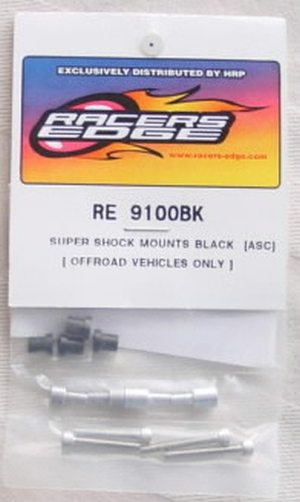 EXCLUSIVELY DISTRIBUTED BY HRP
RACERS
EDGE
www.racers-edge.com
RE 9100BK
SUPER SHOCK MOUNTS BLACK [ASC]
[ OFFROAD VEHICLES ONLY ]